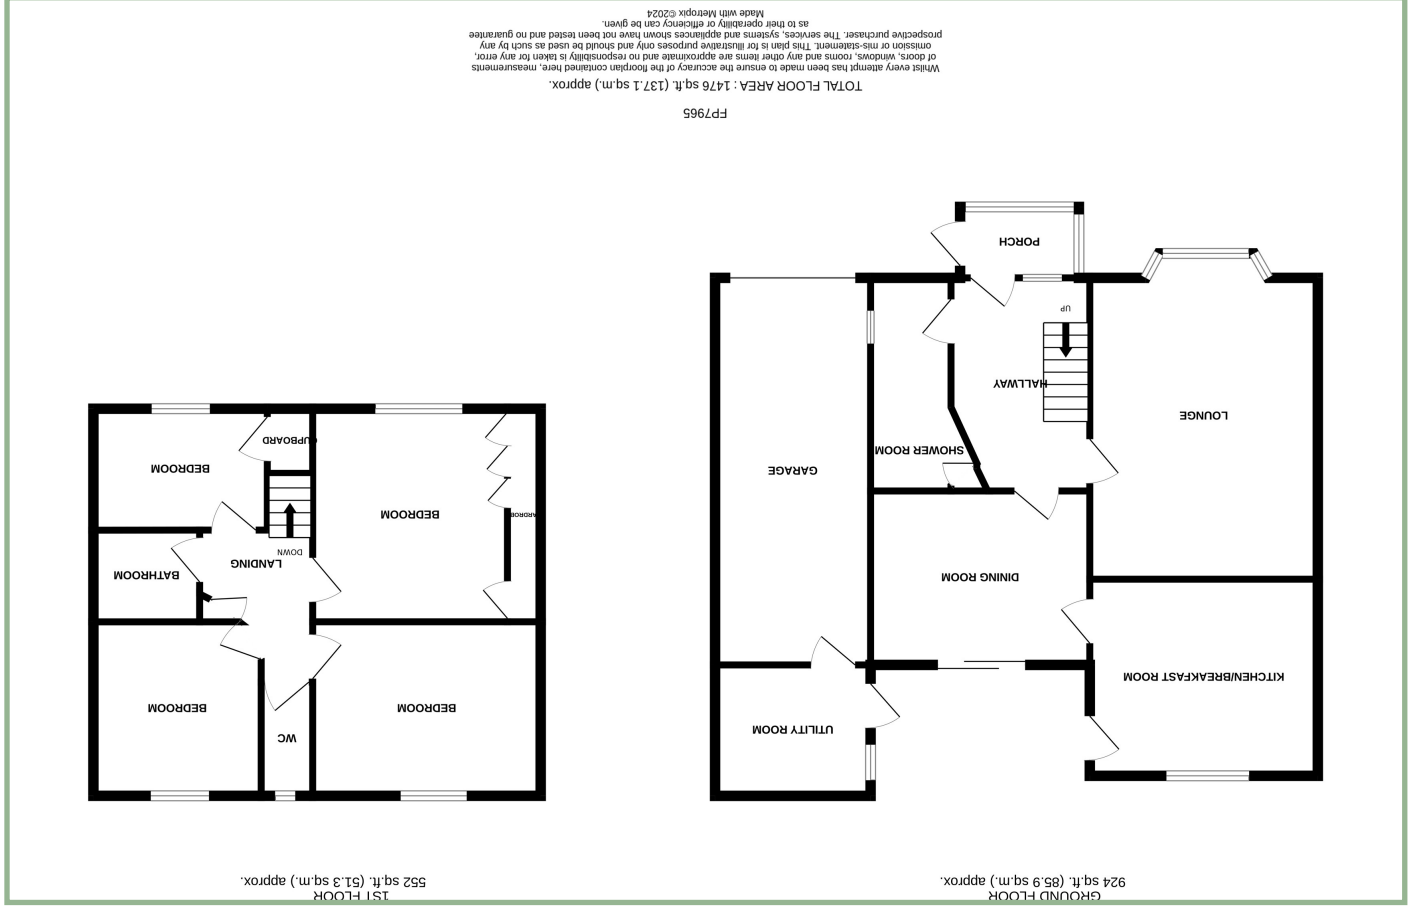 GROUND FLOOR
924 sq.ft. (85.9 sq.m.) approx.
1ST FLOOR
552 sq.ft. (51.3 sq.m.) approx.
UTILITY ROOM
KITCHEN/BREAKFAST ROOM
DINING ROOM
GARAGE
SHOWER ROOM
LOUNGE
HALLWAY
UP
PORCH
WC
BEDROOM
BEDROOM
BATHROOM
LANDING
DOWN
BEDROOM
BEDROOM
CUPBOARD
FP7965
TOTAL FLOOR AREA : 1476 sq.ft. (137.1 sq.m.) approx.
Whilst every attempt has been made to ensure the accuracy of the floorplan contained here, measurements
of doors, windows, rooms and any other items are approximate and no responsibility is taken for any error,
omission or mis-statement. This plan is for illustrative purposes only and should be used as such by any
prospective purchaser. The services, systems and appliances shown have not been tested and no guarantee
as to their operability or efficiency can be given.
Made with Metropix ©2024